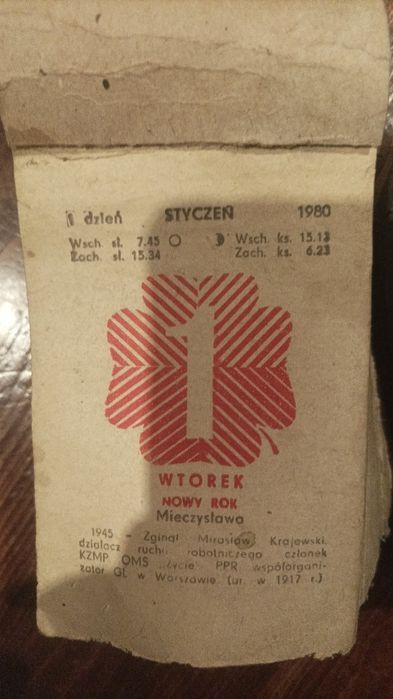 1 dzień STYCZEŃ 1980
Wsch. sł. 7.45 Wsch. ks. 15.13
Zach. sł. 15.34 Zach. ks. 6.23
1
WTOREK
NOWY ROK
Mieczysława
1945 – Zginął Mirosław Krajewski,
działacz ruchu robotniczego członek
KZMP OMS „Życie" PPR współorgani-
zator GL w Warszawie (ur. w 1917 r.)